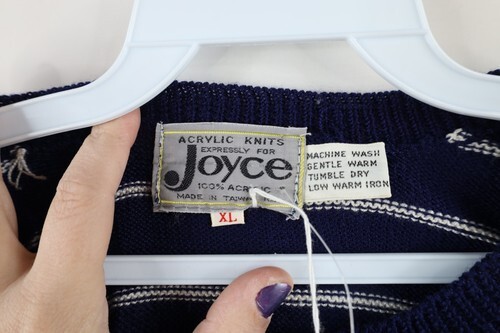 ACRYLIC KNITS
EXPRESSLY FOR
Joyce
100% ACRYLIC
MADE IN TAIWAN
XL
MACHINE WASH
GENTLE WARM
TUMBLE DRY
LOW WARM IRON